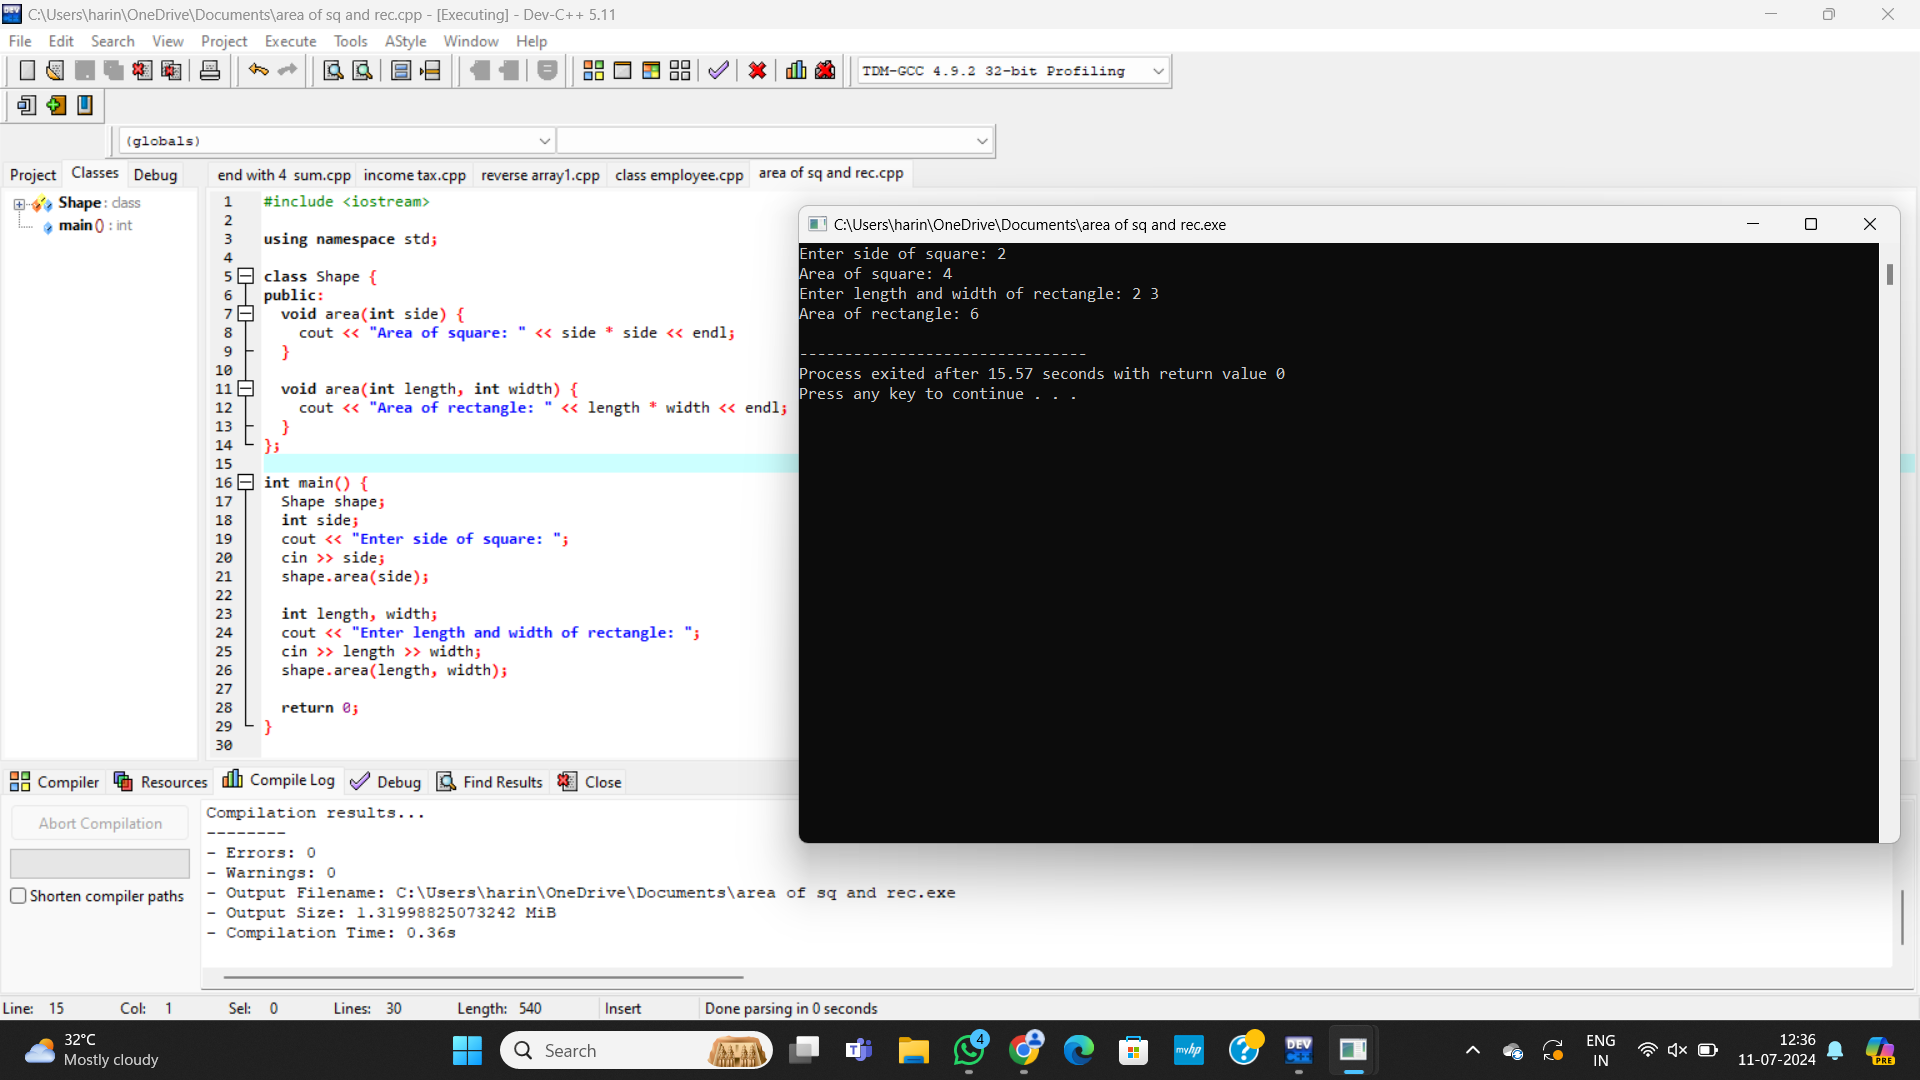 C:\Users\harin\OneDrive\Documents\area of sq and rec.cpp - [Executing] - Dev-C++ 5.11
File Edit Search View Project Execute Tools AStyle Window Help
TDM-GCC 4.9.2 32-bit Profiling
(globals)
Project Classes Debug
end with 4 sum.cpp income tax.cpp reverse array1.cpp class employee.cpp area of sq and rec.cpp
Shape : class
main () : int
1 #include <iostream>
2
3 using namespace std;
4
5 class Shape {
6 public:
7 void area(int side) {
8 cout << "Area of square: " << side * side << endl;
9 }
10
11 void area(int length, int width) {
12 cout << "Area of rectangle: " << length * width << endl;
13 }
14 };
15
16 int main() {
17 Shape shape;
18 int side;
19 cout << "Enter side of square: ";
20 cin >> side;
21 shape.area(side);
22
23 int length, width;
24 cout << "Enter length and width of rectangle: ";
25 cin >> length >> width;
26 shape.area(length, width);
27
28 return 0;
29 }
30
C:\Users\harin\OneDrive\Documents\area of sq and rec.exe
Enter side of square: 2
Area of square: 4
Enter length and width of rectangle: 2 3
Area of rectangle: 6
--------------------------------
Process exited after 15.57 seconds with return value 0
Press any key to continue . . .
Compiler Resources Compile Log Debug Find Results Close
Abort Compilation
Shorten compiler paths
Compilation results...
--------
- Errors: 0
- Warnings: 0
- Output Filename: C:\Users\harin\OneDrive\Documents\area of sq and rec.exe
- Output Size: 1.31998825073242 MiB
- Compilation Time: 0.36s
Line: 15 Col: 1 Sel: 0 Lines: 30 Length: 540 Insert Done parsing in 0 seconds
32°C
Mostly cloudy
Search
4
myhp
DEV
C++
ENG
IN
12:36
11-07-2024
PRE